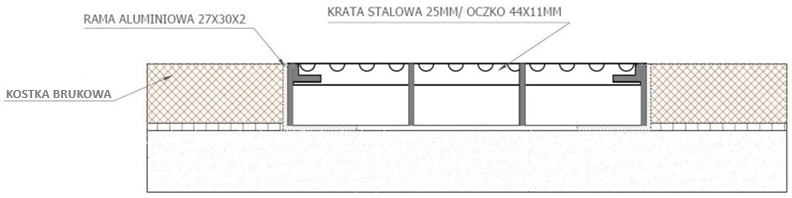 KRATA STALOWA 25MM/ OCZKO 44X11MM
RAMA ALUMINIOWA 27X30X2
KOSTKA BRUKOWA